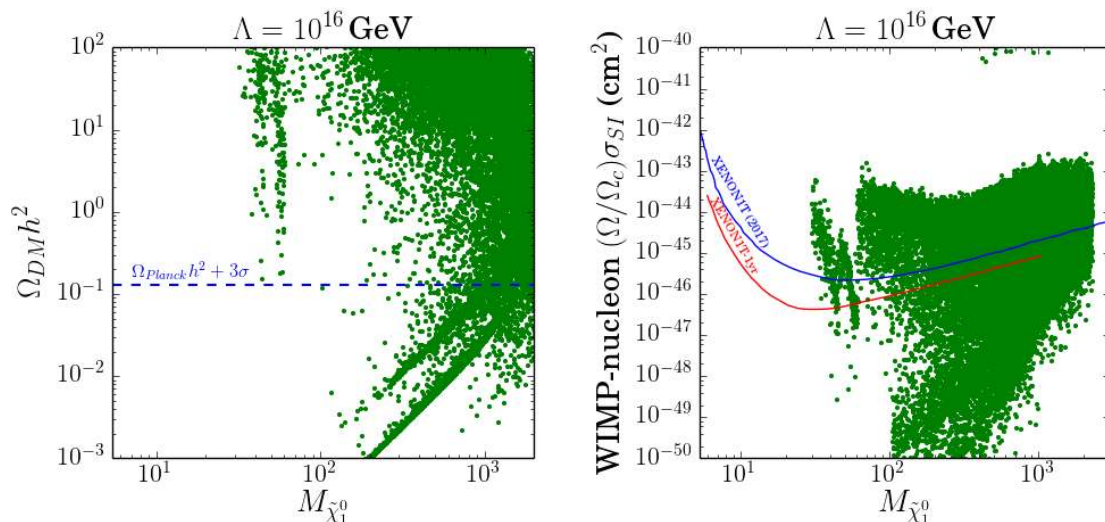 Λ = 10^16 GeV
Ω_DM h^2
10^2
10^1
10^0
10^−1
10^−2
10^−3
Ω_Planck h^2 + 3σ
10^1 10^2 10^3
M_χ̃_1^0
Λ = 10^16 GeV
WIMP-nucleon (Ω/Ω_c)σ_SI (cm^2)
10^−40
10^−41
10^−42
10^−43
10^−44
10^−45
10^−46
10^−47
10^−48
10^−49
10^−50
XENON1T (2017)
XENON1T-1yr
10^1 10^2 10^3
M_χ̃_1^0